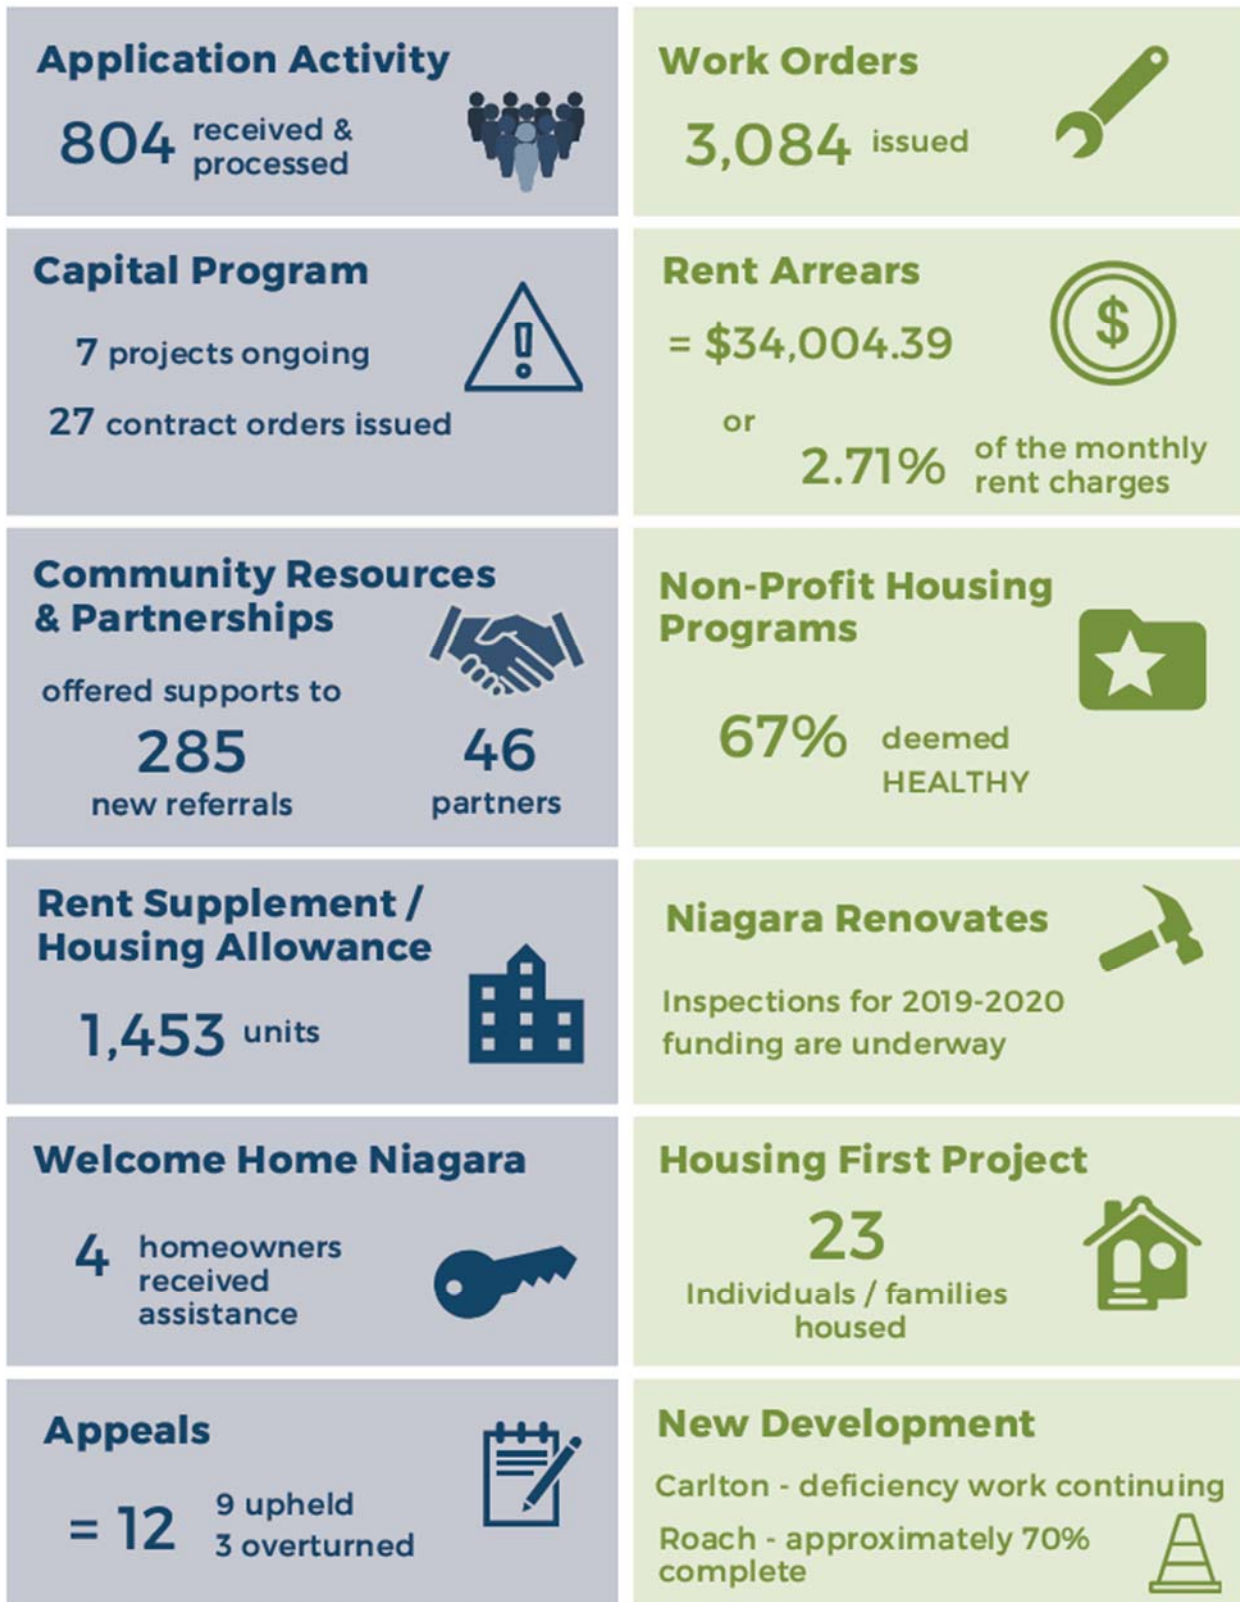 Application Activity
804 received &
processed
Work Orders
3,084 issued
Capital Program
7 projects ongoing
27 contract orders issued
Rent Arrears
= $34,004.39
or
2.71% of the monthly
rent charges
Community Resources
& Partnerships
offered supports to
285
new referrals
46
partners
Non-Profit Housing
Programs
67% deemed
HEALTHY
Rent Supplement /
Housing Allowance
1,453 units
Niagara Renovates
Inspections for 2019-2020
funding are underway
Welcome Home Niagara
4 homeowners
received
assistance
Housing First Project
23
Individuals / families
housed
Appeals
= 12
9 upheld
3 overturned
New Development
Carlton - deficiency work continuing
Roach - approximately 70%
complete